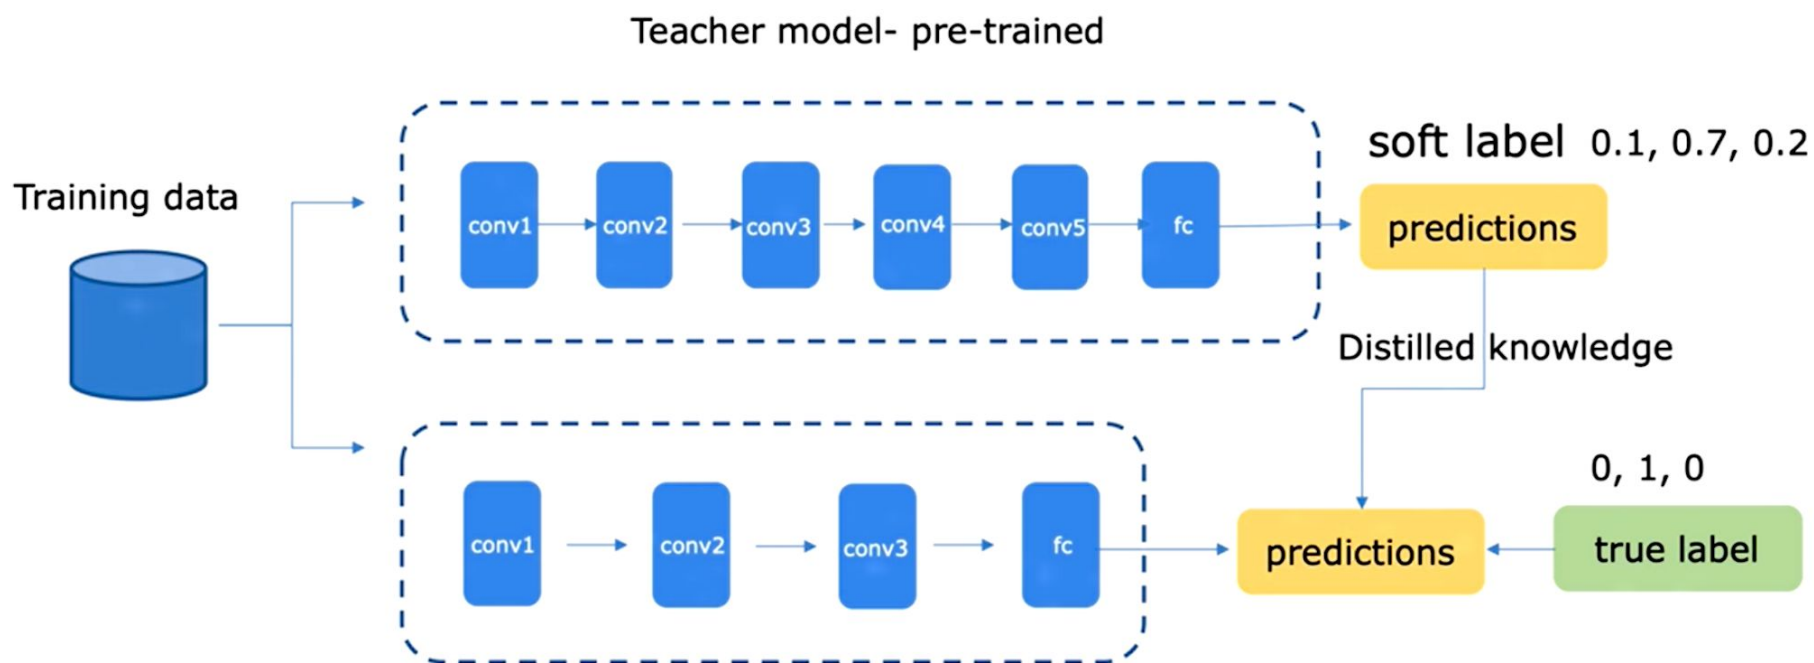 Teacher model- pre-trained
Training data
conv1
conv2
conv3
conv4
conv5
fc
soft label 0.1, 0.7, 0.2
predictions
Distilled knowledge
conv1
conv2
conv3
fc
predictions
0, 1, 0
true label